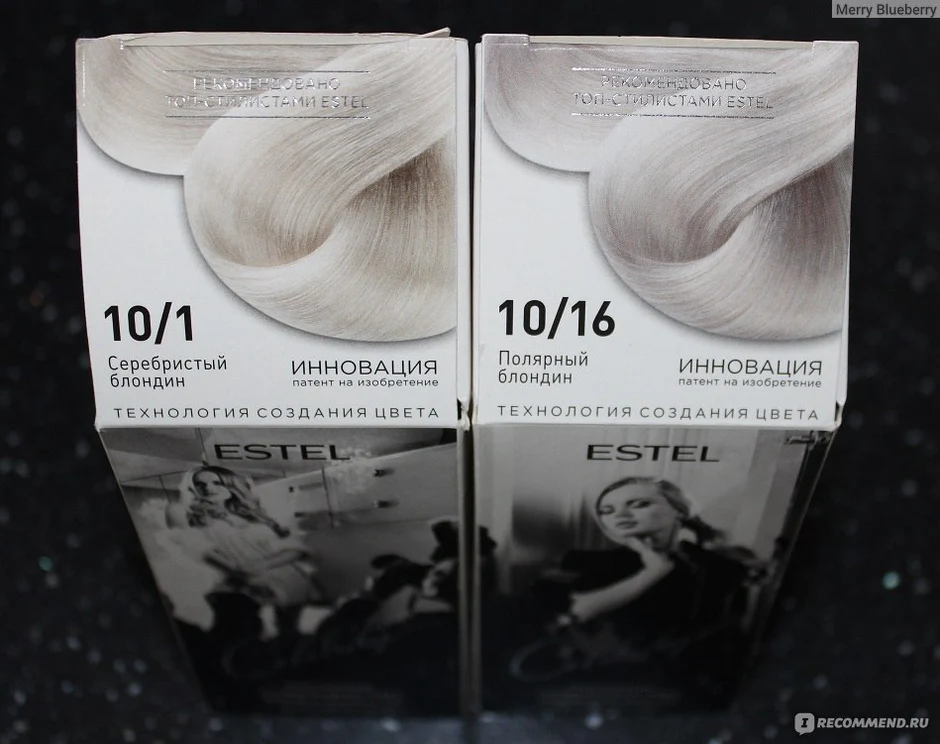 Merry Blueberry
РЕКОМЕНДОВАНО
ТОП-СТИЛИСТАМИ ESTEL
10/1
Серебристый
блондин
ИННОВАЦИЯ
патент на изобретение
ТЕХНОЛОГИЯ СОЗДАНИЯ ЦВЕТА
ESTEL
РЕКОМЕНДОВАНО
ТОП-СТИЛИСТАМИ ESTEL
10/16
Полярный
блондин
ИННОВАЦИЯ
патент на изобретение
ТЕХНОЛОГИЯ СОЗДАНИЯ ЦВЕТА
ESTEL
IRECOMMEND.RU